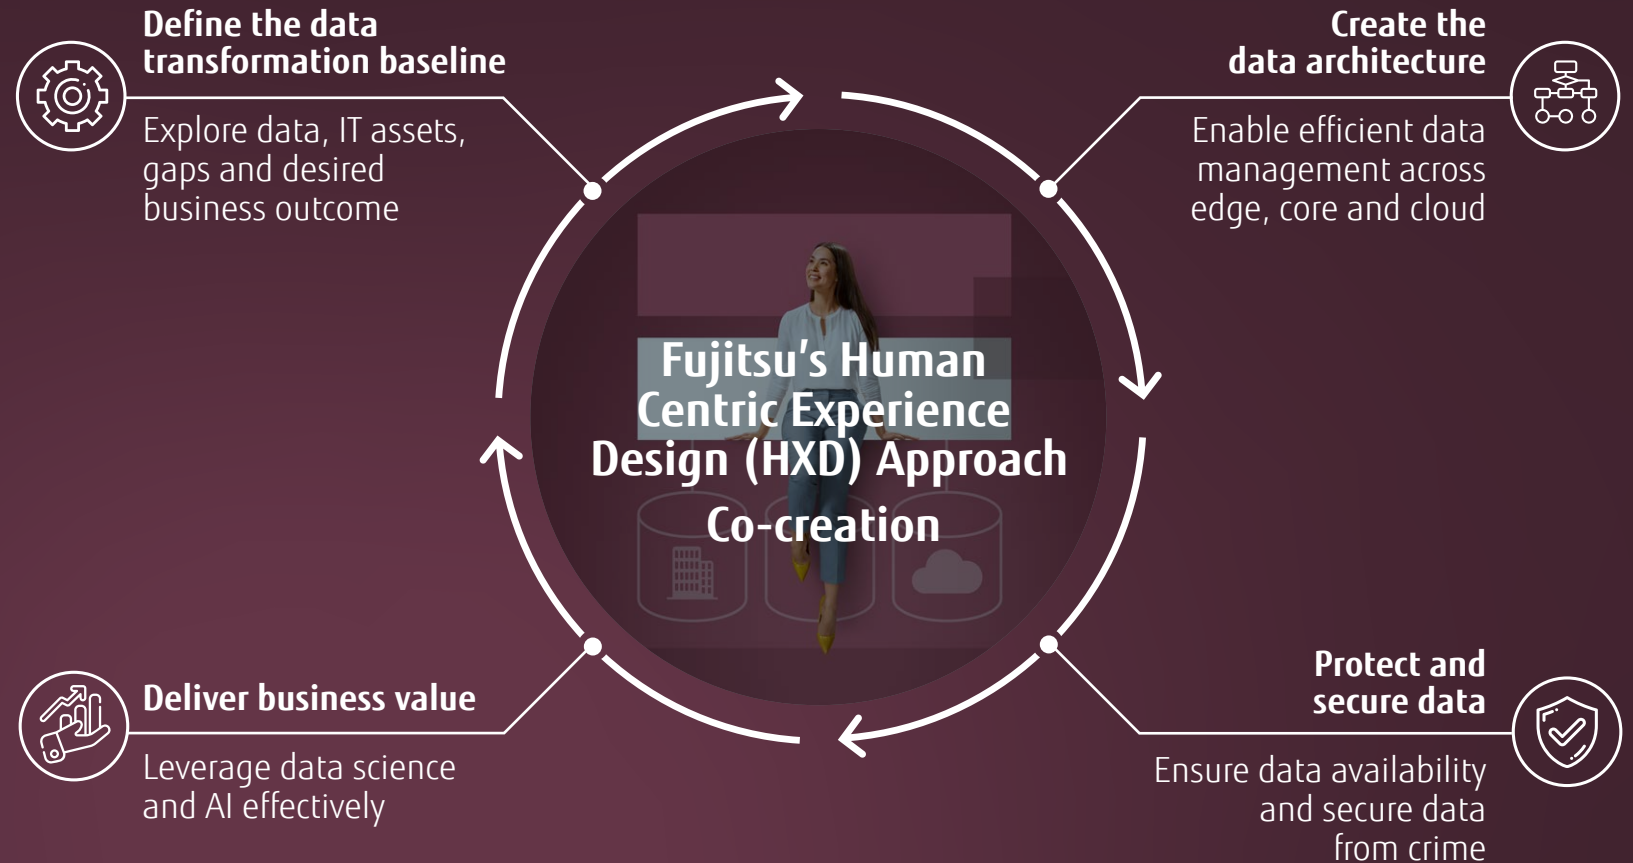 Define the data
transformation baseline
Explore data, IT assets,
gaps and desired
business outcome
Create the
data architecture
Enable efficient data
management across
edge, core and cloud
Fujitsu's Human
Centric Experience
Design (HXD) Approach
Co-creation
Deliver business value
Leverage data science
and AI effectively
Protect and
secure data
Ensure data availability
and secure data
from crime